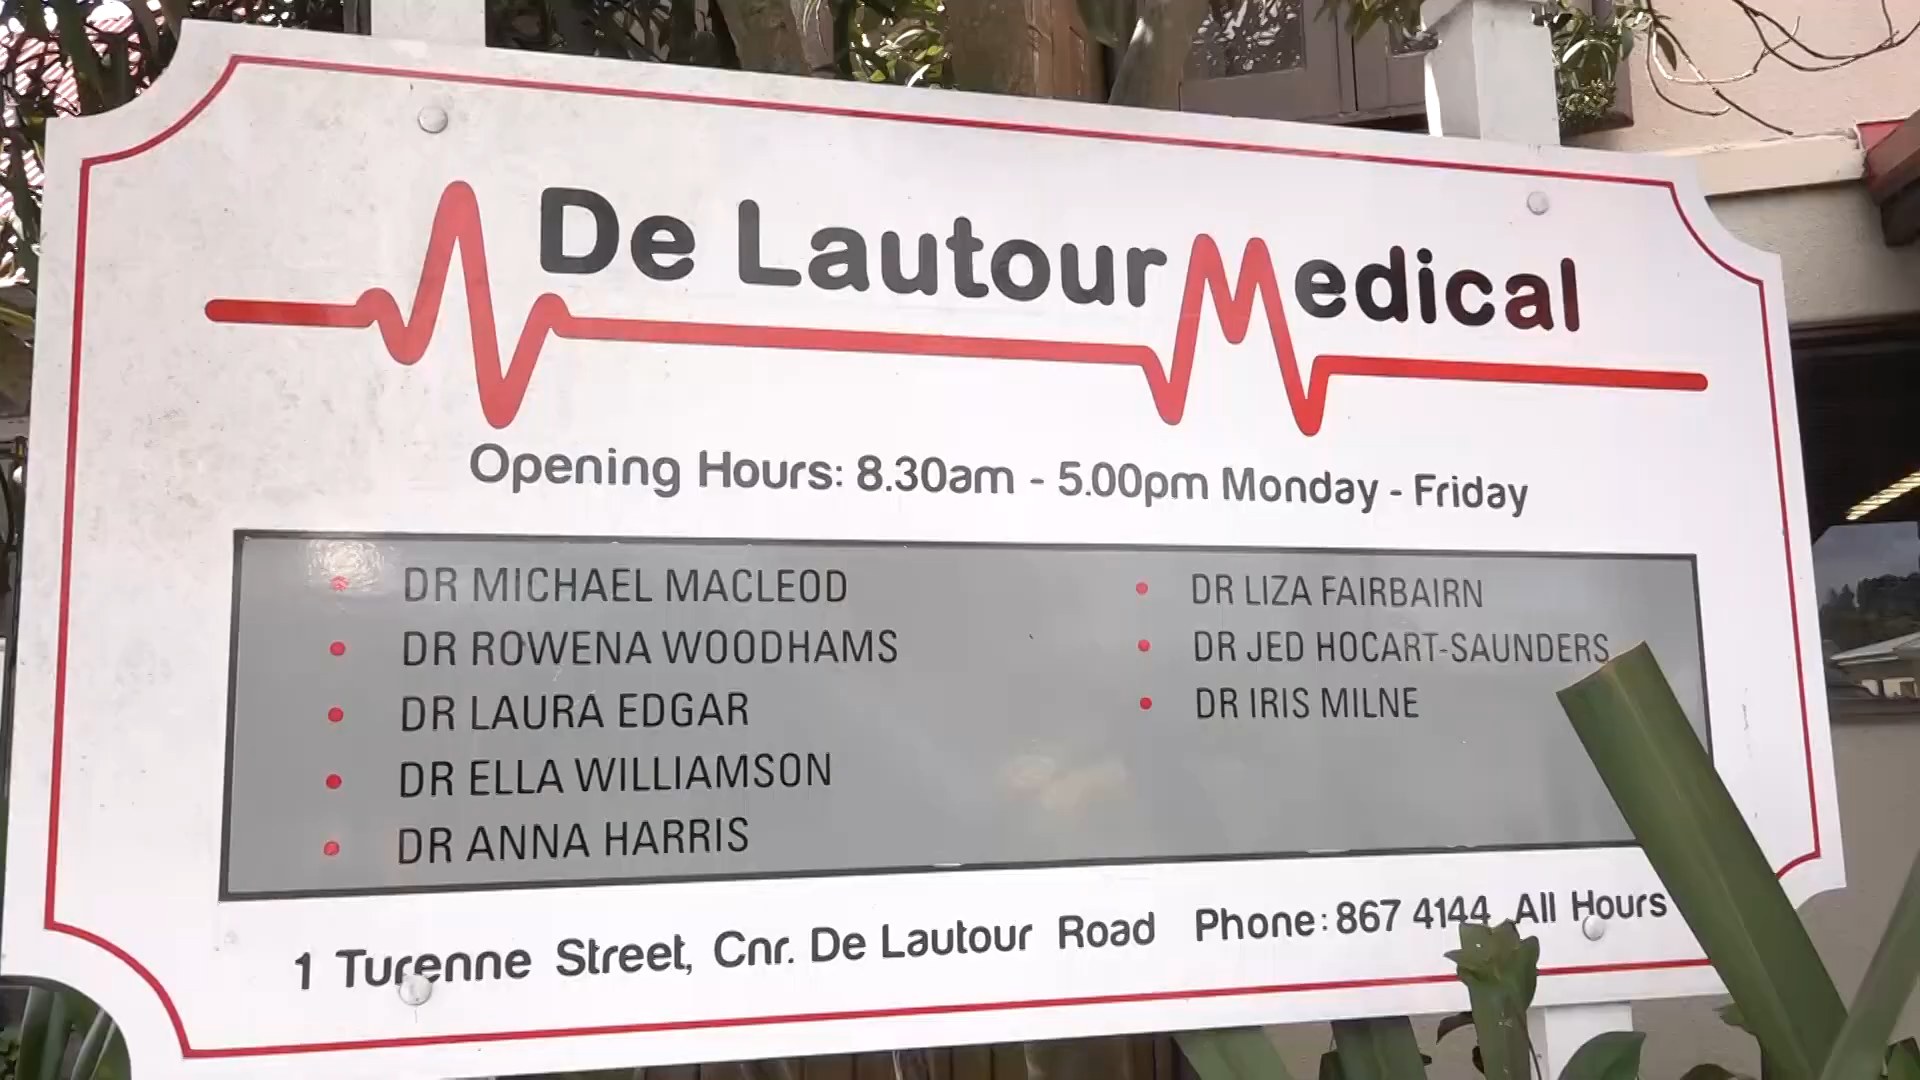 De Lautour Medical
Opening Hours: 8.30am - 5.00pm Monday - Friday
• DR MICHAEL MACLEOD
• DR ROWENA WOODHAMS
• DR LAURA EDGAR
• DR ELLA WILLIAMSON
• DR ANNA HARRIS
• DR LIZA FAIRBAIRN
• DR JED HOCART-SAUNDERS
• DR IRIS MILNE
1 Turenne Street, Cnr. De Lautour Road Phone: 867 4144 All Hours